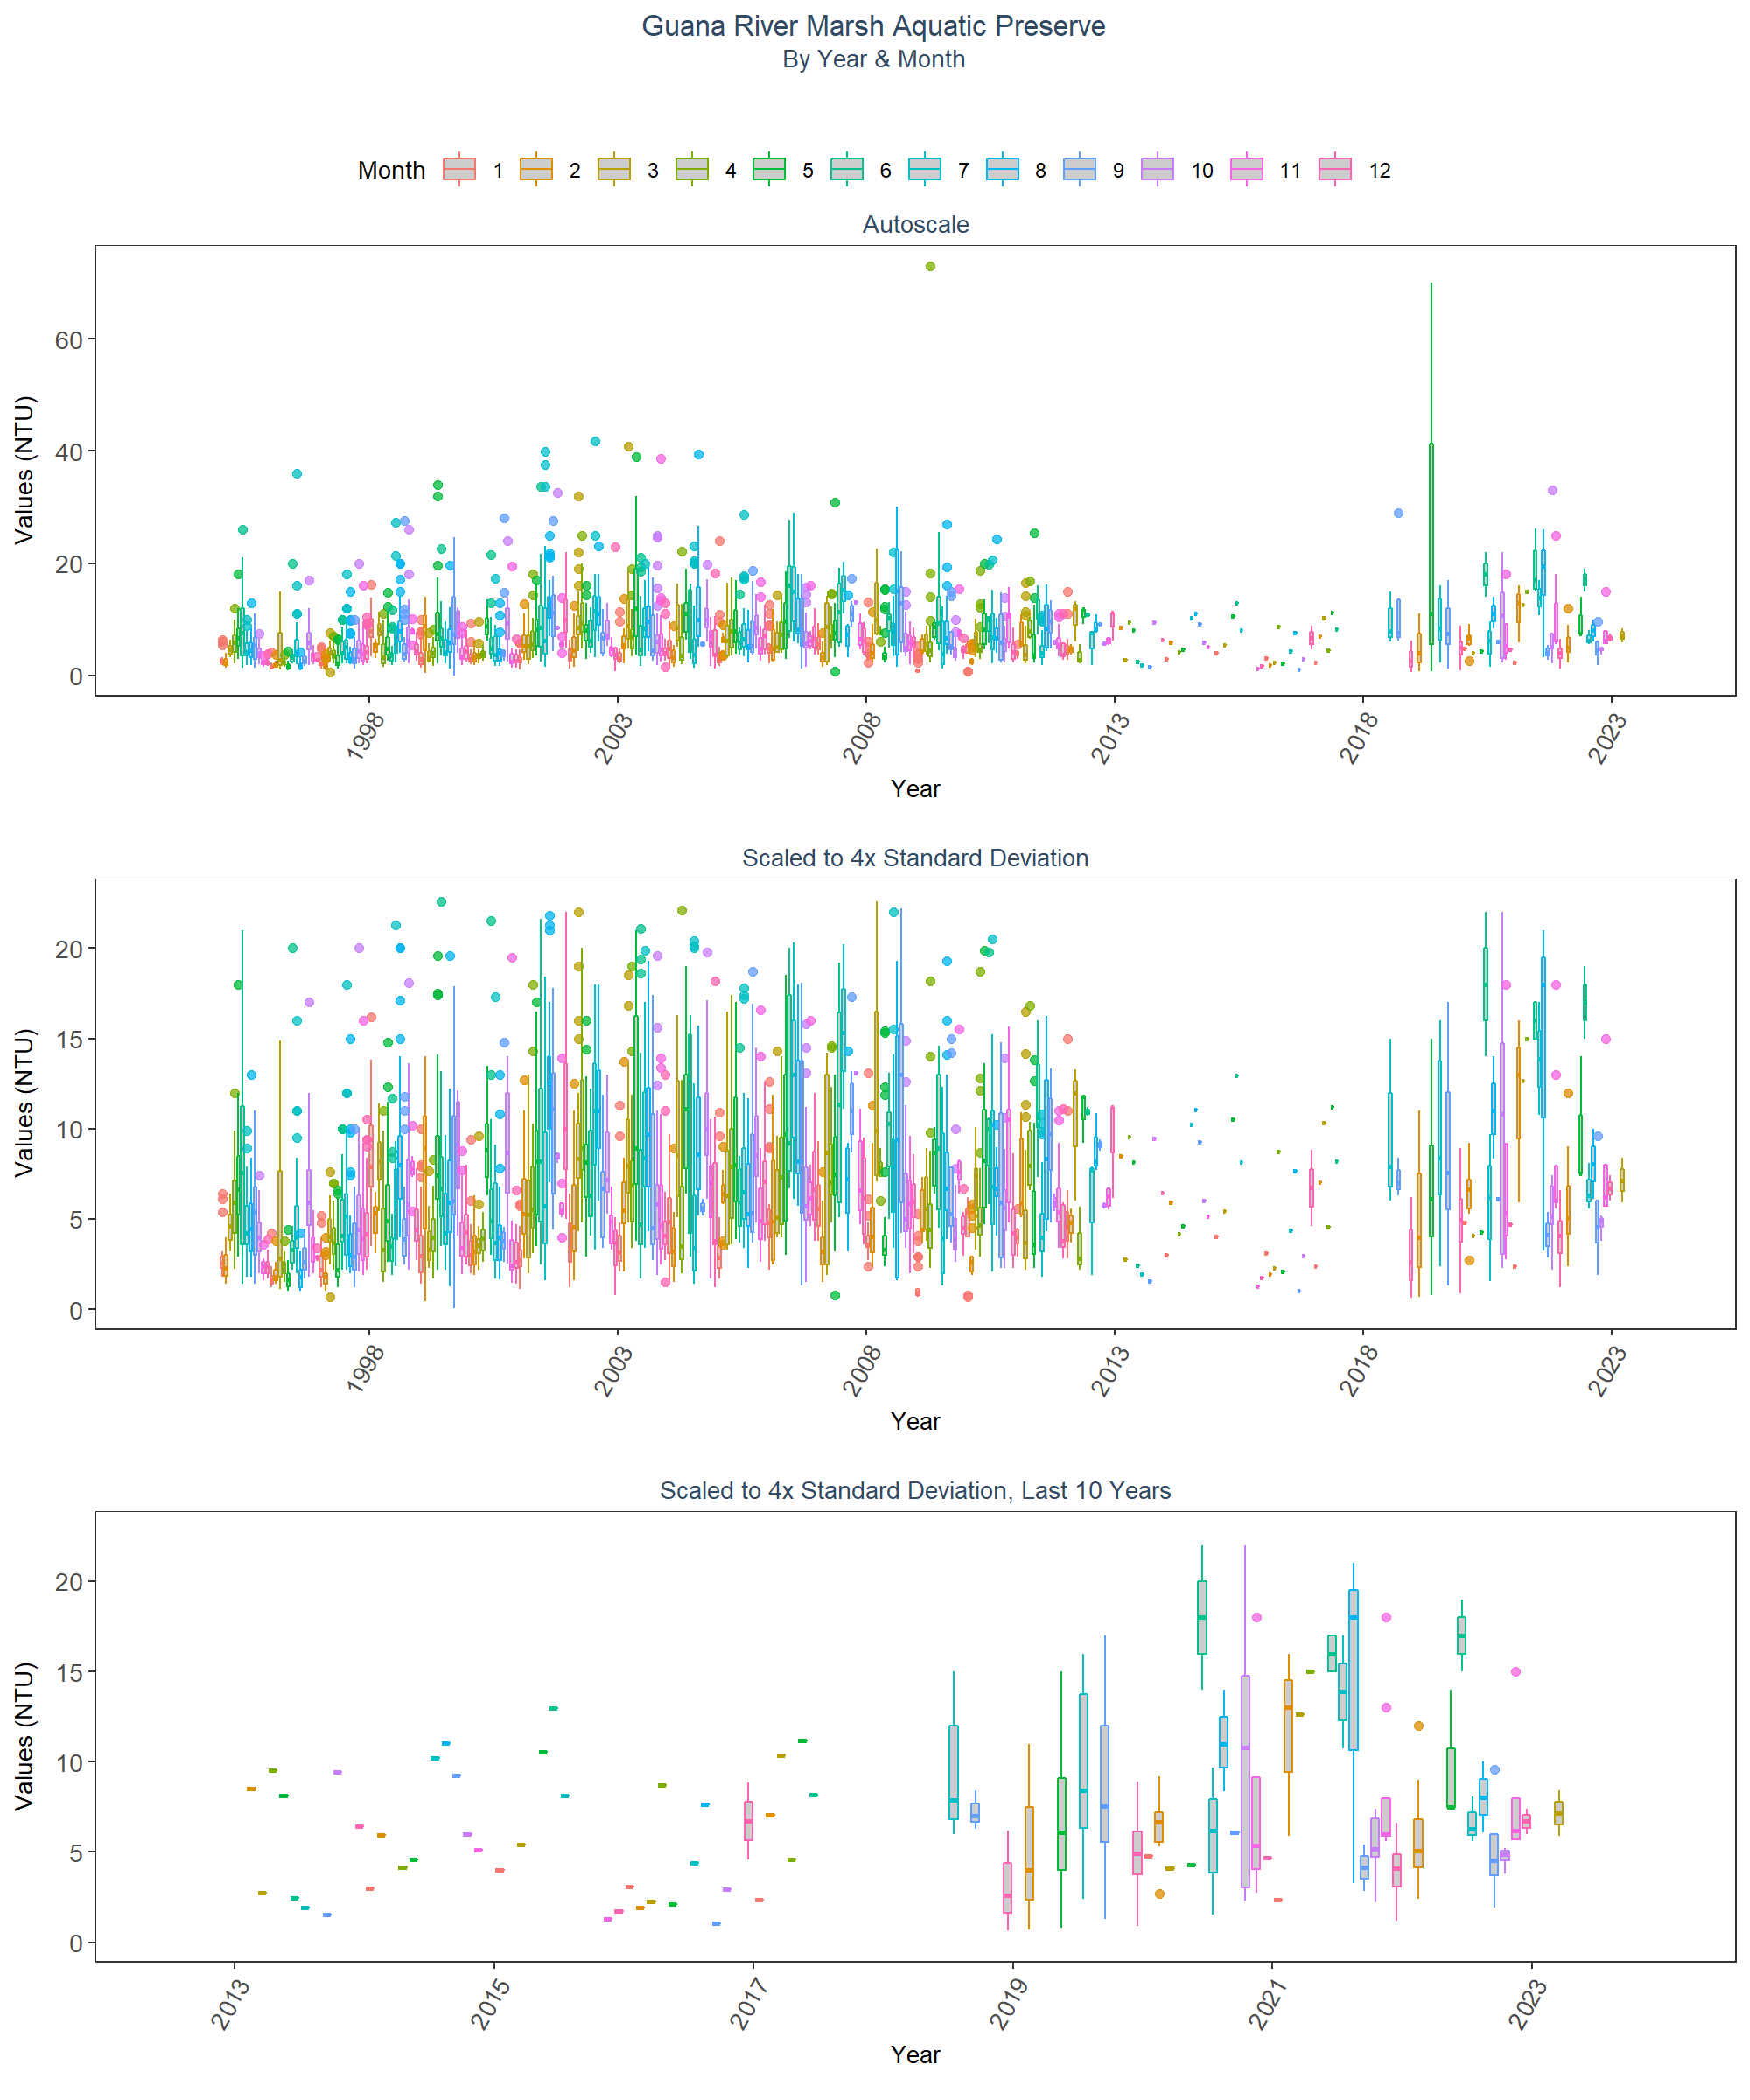 Guana River Marsh Aquatic Preserve
By Year & Month
Month 1 2 3 4 5 6 7 8 9 10 11 12
Autoscale
Values (NTU)
60
40
20
0
1998 2003 2008 2013 2018 2023
Year
Scaled to 4x Standard Deviation
Values (NTU)
20
15
10
5
0
1998 2003 2008 2013 2018 2023
Year
Scaled to 4x Standard Deviation, Last 10 Years
Values (NTU)
20
15
10
5
0
2013 2015 2017 2019 2021 2023
Year